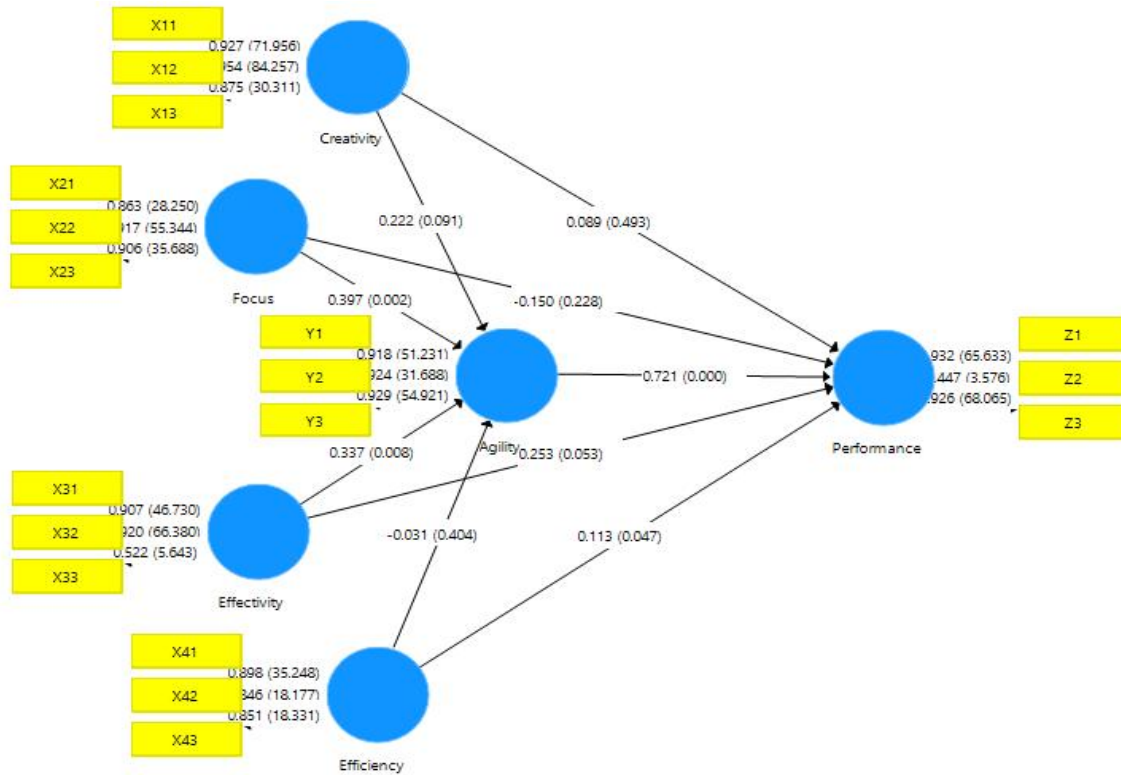 X11
0.927 (71.956)
X12
954 (84.257)
0.875 (30.311)
X13
Creativity
X21
0.863 (28.250)
X22
917 (55.344)
0.906 (35.688)
X23
Focus
0.222 (0.091)
0.089 (0.493)
0.397 (0.002)
-0.150 (0.228)
Y1
0.918 (51.231)
Y2
924 (31.688)
0.929 (54.921)
Y3
Agility
0.721 (0.000)
932 (65.633)
447 (3.576)
926 (68.065)
Z1
Z2
Z3
Performance
0.337 (0.008)
0.253 (0.053)
X31
0.907 (46.730)
X32
920 (66.380)
0.522 (5.643)
X33
Effectivity
-0.031 (0.404)
0.113 (0.047)
X41
0.898 (35.248)
X42
846 (18.177)
0.851 (18.331)
X43
Efficiency